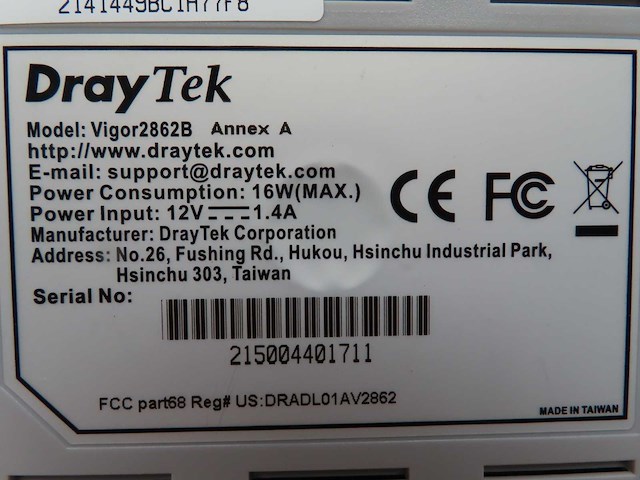 2141449BC1H77F8
DrayTek
Model: Vigor2862B Annex A
http://www.draytek.com
E-mail: support@draytek.com
Power Consumption: 16W(MAX.)
Power Input: 12V 1.4A
Manufacturer: DrayTek Corporation
Address: No.26, Fushing Rd., Hukou, Hsinchu Industrial Park,
Hsinchu 303, Taiwan
CE FC
Serial No:
215004401711
FCC part68 Reg# US:DRADL01AV2862
MADE IN TAIWAN